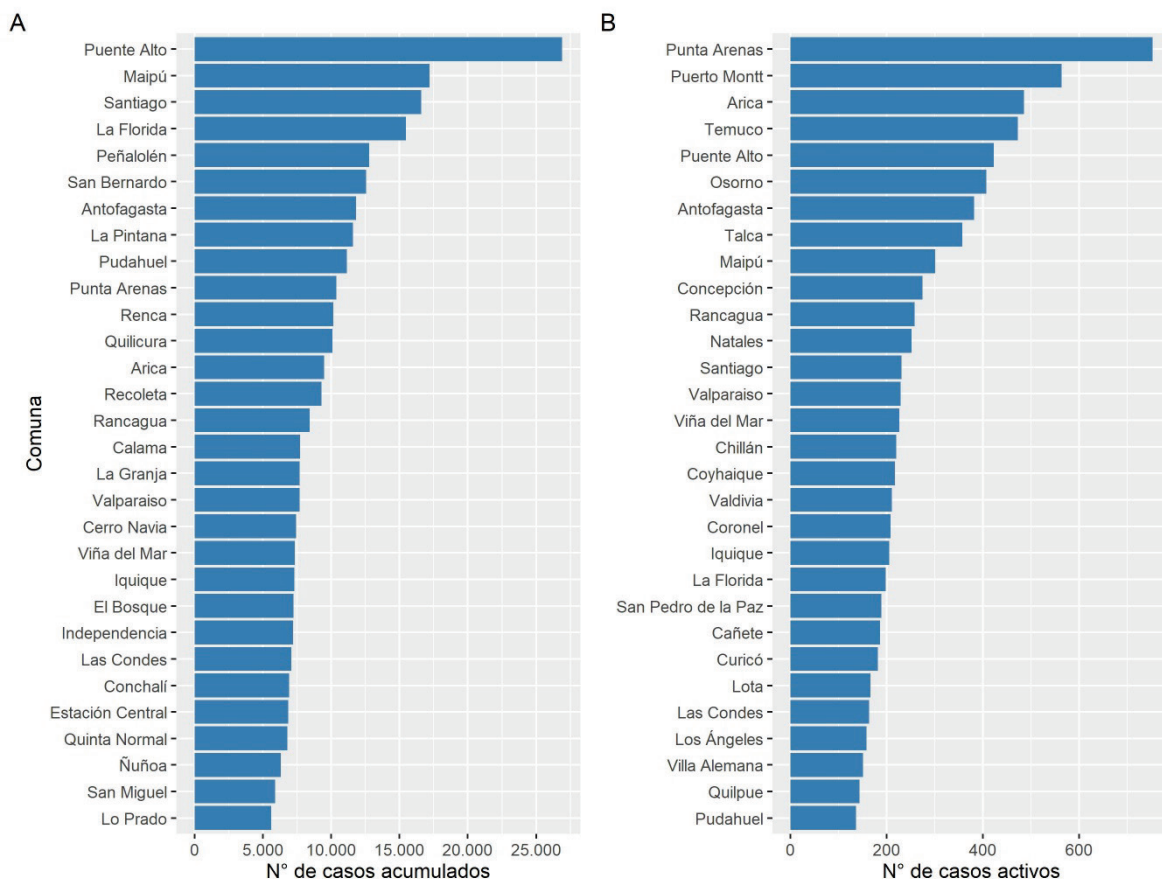 A
Comuna
Puente Alto
Maipú
Santiago
La Florida
Peñalolén
San Bernardo
Antofagasta
La Pintana
Pudahuel
Punta Arenas
Renca
Quilicura
Arica
Recoleta
Rancagua
Calama
La Granja
Valparaiso
Cerro Navia
Viña del Mar
Iquique
El Bosque
Independencia
Las Condes
Conchalí
Estación Central
Quinta Normal
Ñuñoa
San Miguel
Lo Prado
0 5.000 10.000 15.000 20.000 25.000
N° de casos acumulados
B
Punta Arenas
Puerto Montt
Arica
Temuco
Puente Alto
Osorno
Antofagasta
Talca
Maipú
Concepción
Rancagua
Natales
Santiago
Valparaiso
Viña del Mar
Chillán
Coyhaique
Valdivia
Coronel
Iquique
La Florida
San Pedro de la Paz
Cañete
Curicó
Lota
Las Condes
Los Ángeles
Villa Alemana
Quilpue
Pudahuel
0 200 400 600
N° de casos activos